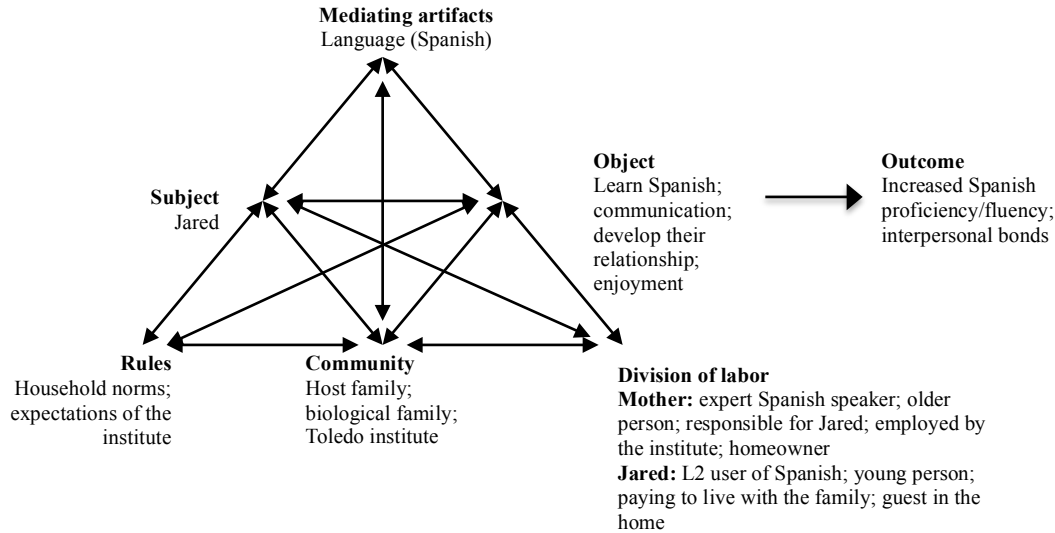 Mediating artifacts
Language (Spanish)
Subject
Jared
Object
Learn Spanish;
communication;
develop their
relationship;
enjoyment
Outcome
Increased Spanish
proficiency/fluency;
interpersonal bonds
Rules
Household norms;
expectations of the
institute
Community
Host family;
biological family;
Toledo institute
Division of labor
Mother: expert Spanish speaker; older
person; responsible for Jared; employed by
the institute; homeowner
Jared: L2 user of Spanish; young person;
paying to live with the family; guest in the
home